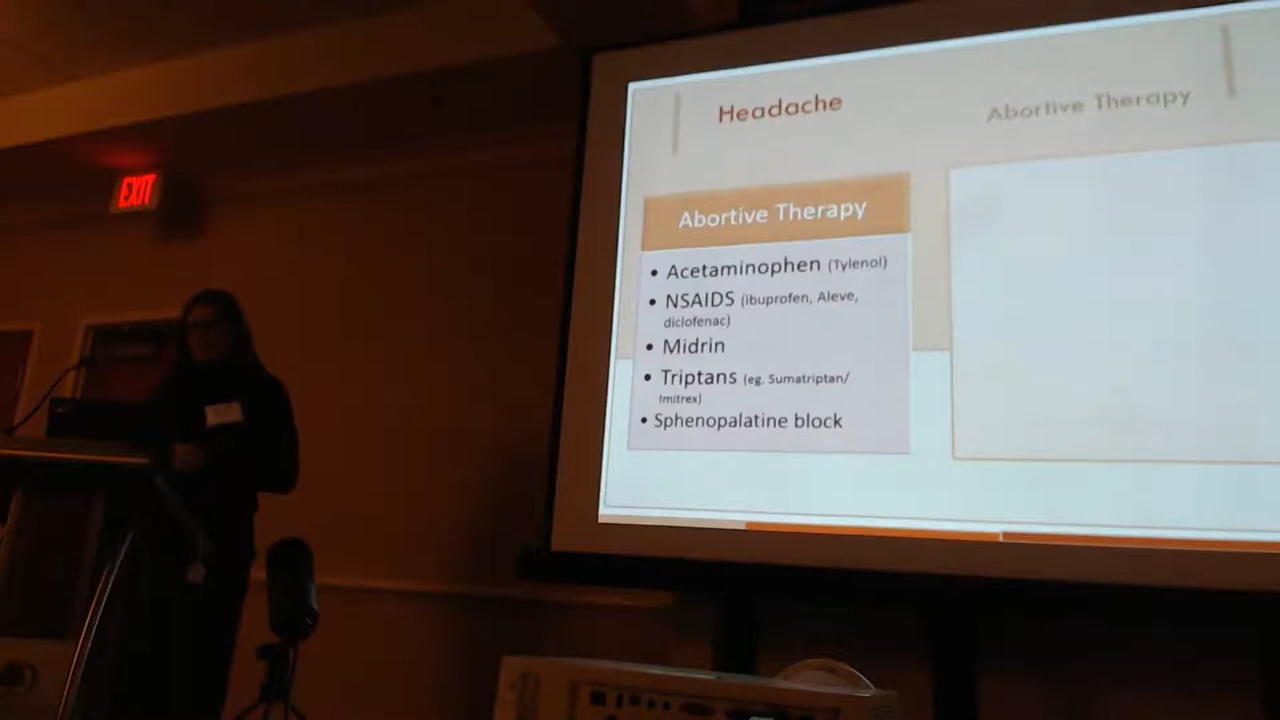 EXIT
Headache
Abortive Therapy
Abortive Therapy
• Acetaminophen (Tylenol)
• NSAIDS (ibuprofen, Aleve,
diclofenac)
• Midrin
• Triptans (eg. Sumatriptan/
Imitrex)
• Sphenopalatine block